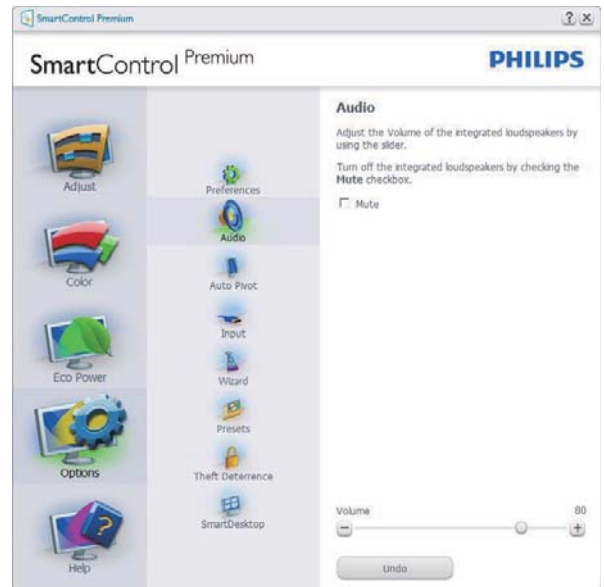 SmartControl Premium
? ×
SmartControl Premium
PHILIPS
Adjust
Color
Eco Power
Options
Help
Preferences
Audio
Auto Pivot
Input
Wizard
Presets
Theft Deterrence
SmartDesktop
Audio
Adjust the Volume of the integrated loudspeakers by
using the slider.
Turn off the integrated loudspeakers by checking the
Mute checkbox.
Mute
Volume 80
Undo